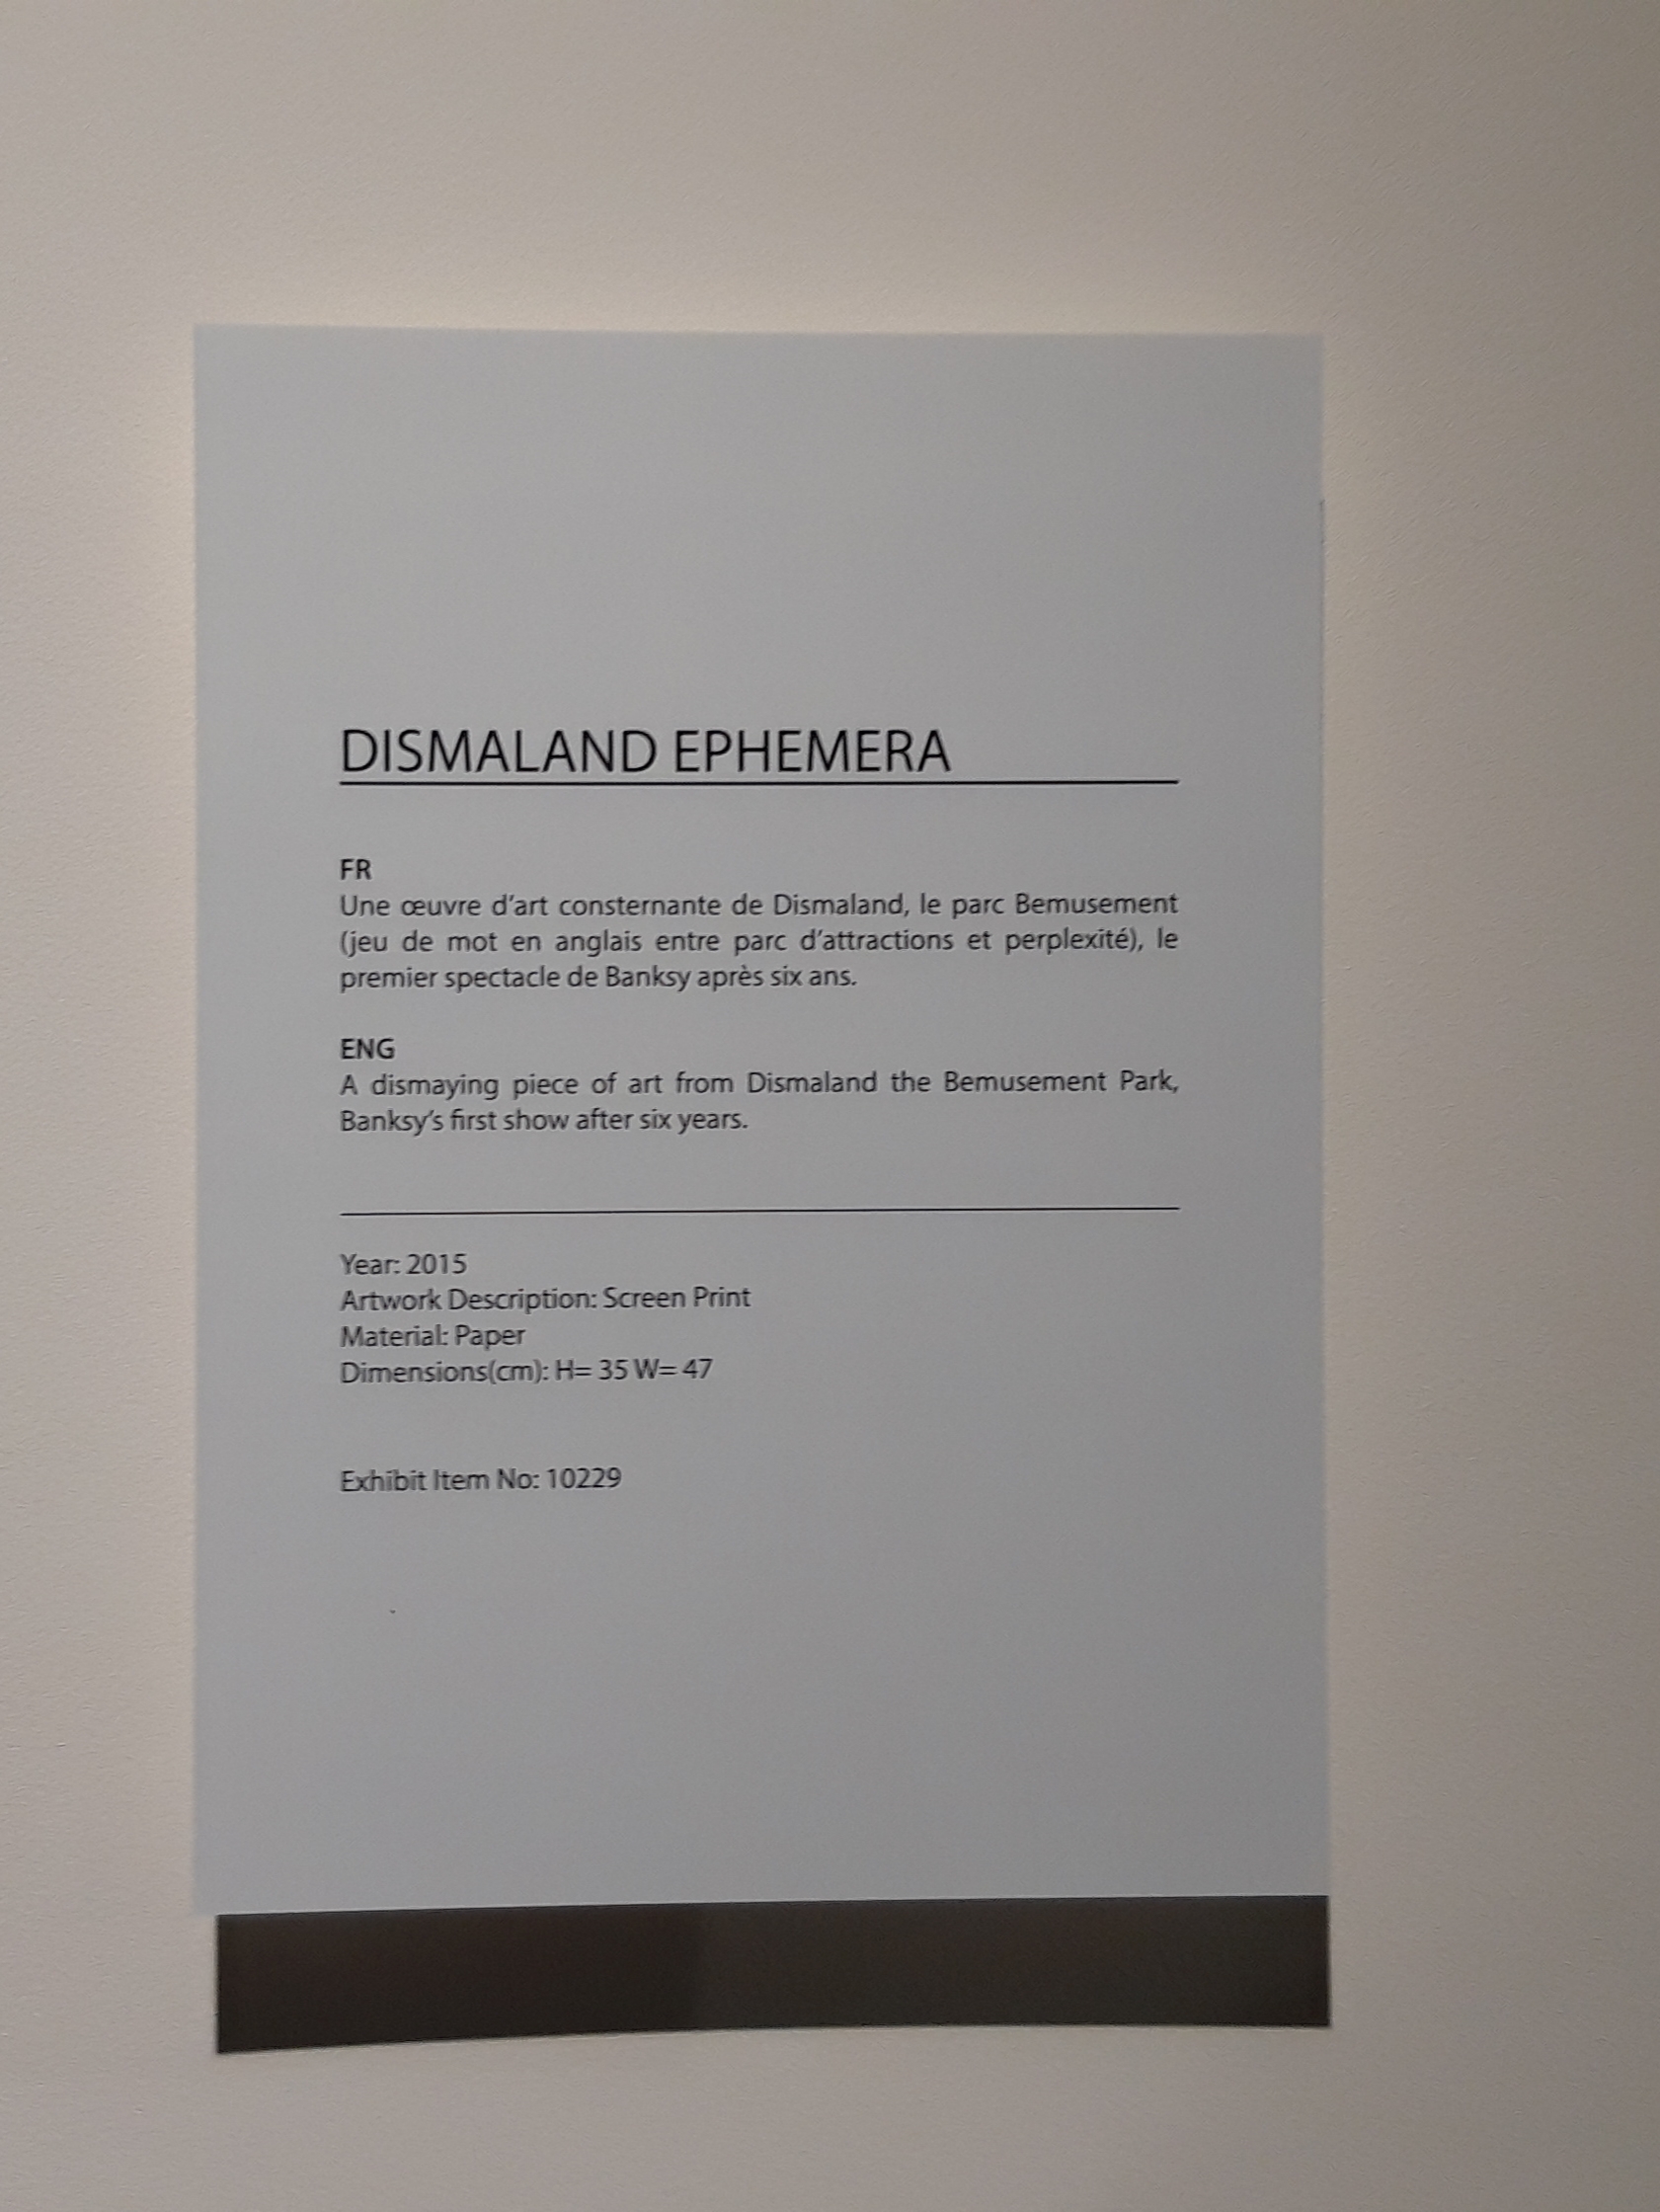 DISMALAND EPHEMERA
FR
Une œuvre d’art consternante de Dismaland, le parc Bemusement
(jeu de mot en anglais entre parc d’attractions et perplexité), le
premier spectacle de Banksy après six ans.
ENG
A dismaying piece of art from Dismaland the Bemusement Park,
Banksy’s first show after six years.
Year: 2015
Artwork Description: Screen Print
Material: Paper
Dimensions(cm): H= 35 W= 47
Exhibit Item No: 10229